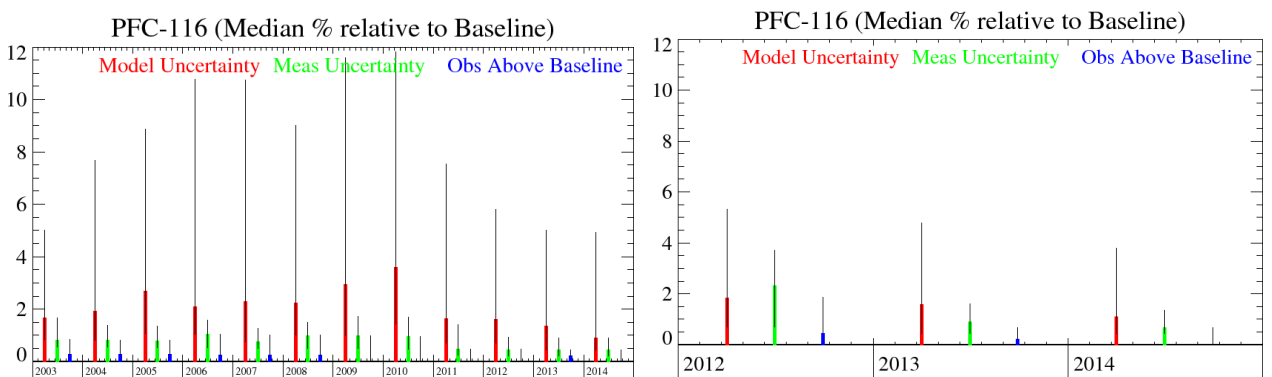 PFC-116 (Median % relative to Baseline)
Model Uncertainty Meas Uncertainty Obs Above Baseline
12
10
8
6
4
2
0
2003 2004 2005 2006 2007 2008 2009 2010 2011 2012 2013 2014
PFC-116 (Median % relative to Baseline)
Model Uncertainty Meas Uncertainty Obs Above Baseline
12
10
8
6
4
2
0
2012 2013 2014